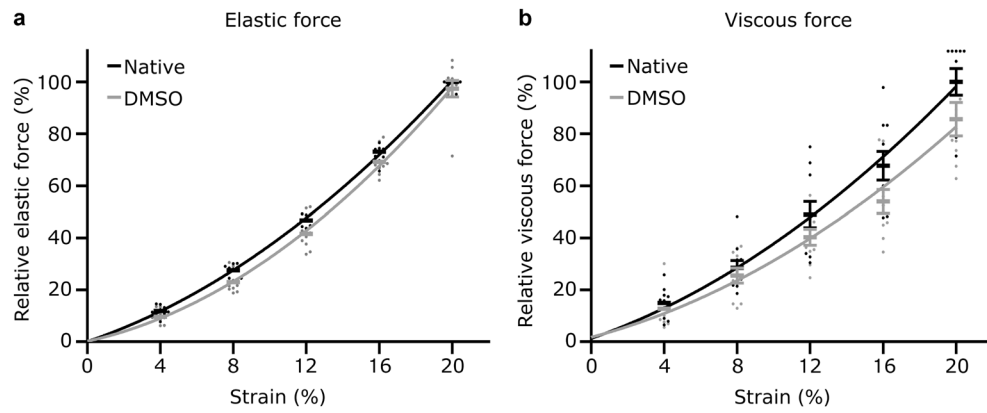 a
Elastic force
Relative elastic force (%)
Native
DMSO
100
80
60
40
20
0
0 4 8 12 16 20
Strain (%)
b
Viscous force
Relative viscous force (%)
Native
DMSO
100
80
60
40
20
0
0 4 8 12 16 20
Strain (%)